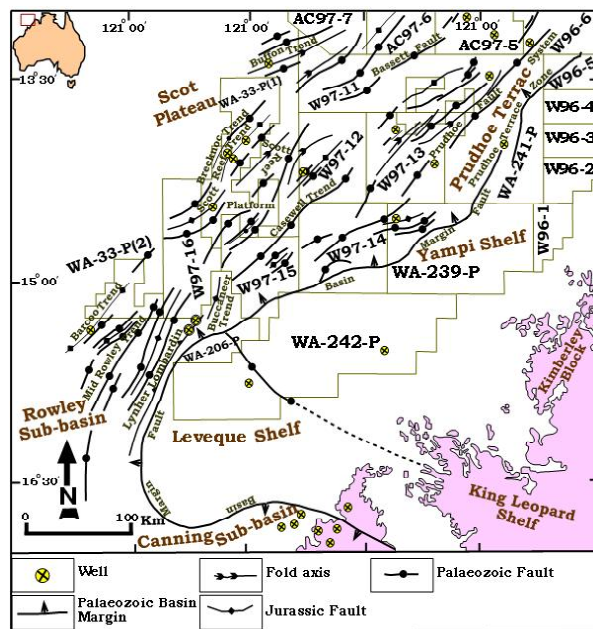 121° 00'
121° 00'
121° 00'
13° 30'
15° 00'
16° 30'
AC97-7
AC97-6
AC97-5
W96-6
W96-5
W96-4
W96-3
W96-2
W96-1
Buffon Trend
Bassett Fault
System
Scot
Plateau
WA-33-P(1)
W97-11
Prudhoe Terrac
Prudhoe Fault
Prudhoe Terrace Zone
WA-241-P
Brecknoc Trend
Scott Reef Trend
Scott Reef
Platform
W97-12
W97-13
Casewell Trend
Margin Fault
Yampi Shelf
WA-33-P(2)
W97-16
W97-15
W97-14
Basin
WA-239-P
Buccaneer
Trend
Barcoo Trend
Mid Rowley Trend
Lynher Lombardin
WA-206-P
WA-242-P
Kimberley
Block
Rowley
Sub-basin
Leveque Shelf
Fault
Margin
Basin
N
0
100
Km
Canning Sub-basin
King Leopard
Shelf
Well
Fold axis
Palaeozoic Fault
Palaeozoic Basin
Margin
Jurassic Fault